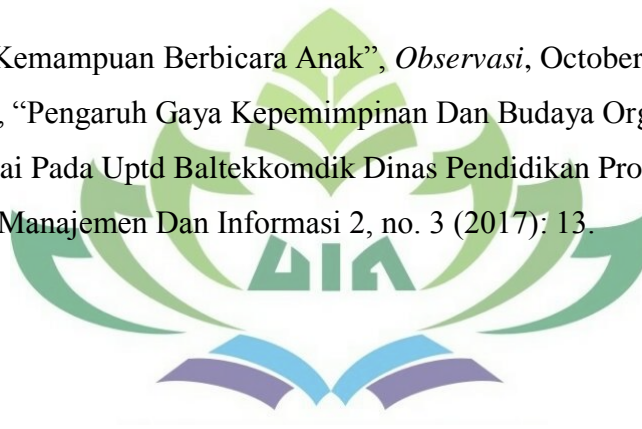 Kemampuan Berbicara Anak”, Observasi, October
, “Pengaruh Gaya Kepemimpinan Dan Budaya Org
ai Pada Uptd Baltekkomdik Dinas Pendidikan Pro
Manajemen Dan Informasi 2, no. 3 (2017): 13.
UIN